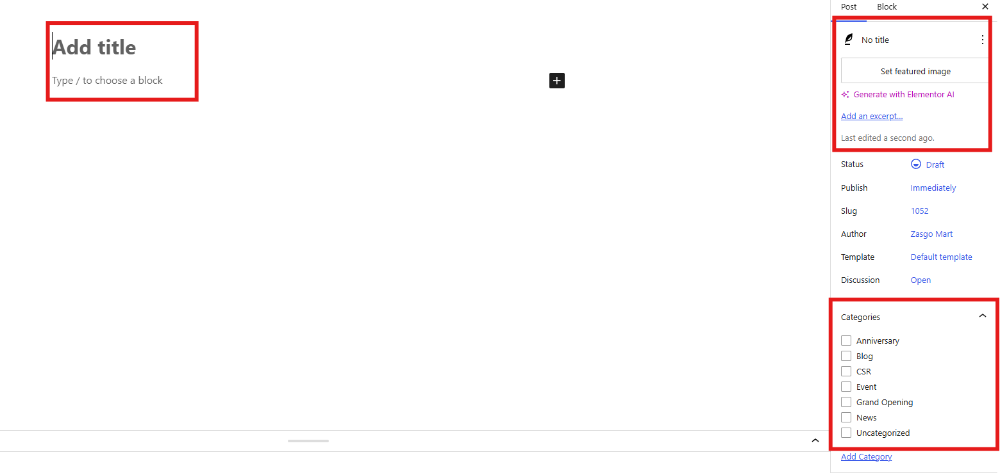 Add title
Type / to choose a block
Post Block
No title
Set featured image
Generate with Elementor AI
Add an excerpt...
Last edited a second ago.
Status Draft
Publish Immediately
Slug 1052
Author Zasgo Mart
Template Default template
Discussion Open
Categories
Anniversary
Blog
CSR
Event
Grand Opening
News
Uncategorized
Add Category